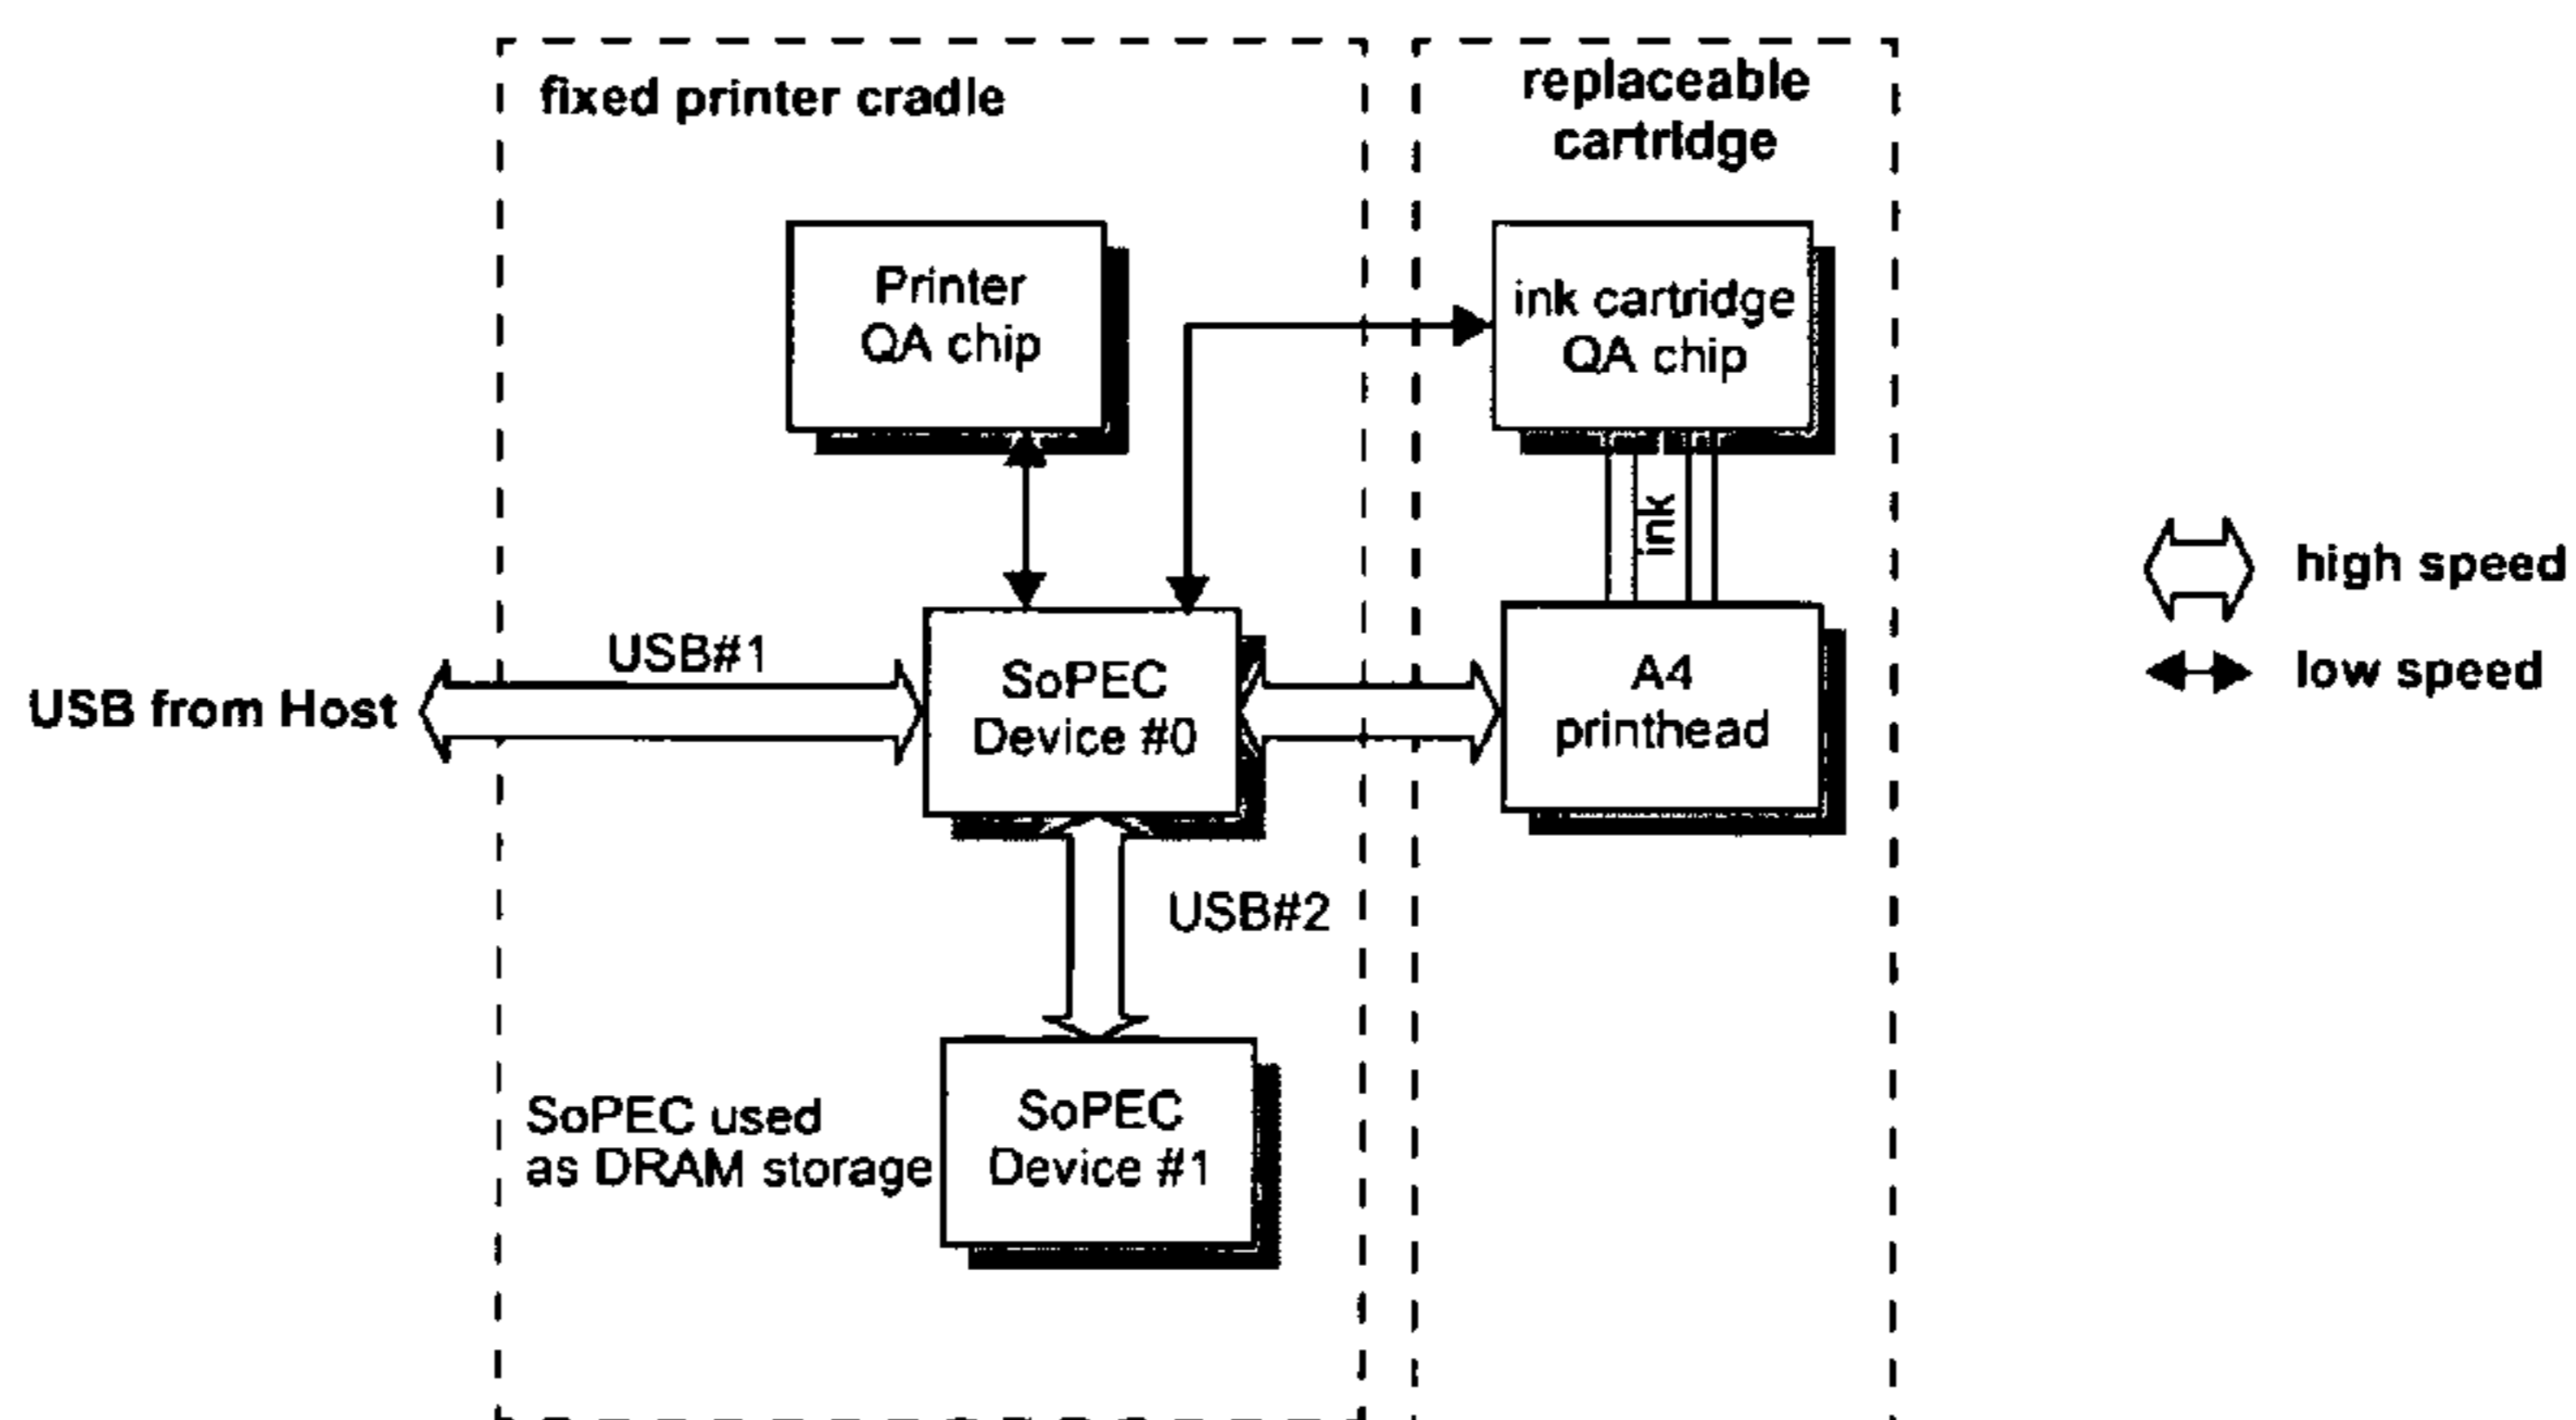 fixed printer cradle
replaceable
cartridge
Printer
QA chip
ink cartridge
QA chip
ink
high speed
low speed
USB#1
USB from Host
SoPEC
Device #0
A4
printhead
USB#2
SoPEC used
as DRAM storage
SoPEC
Device #1